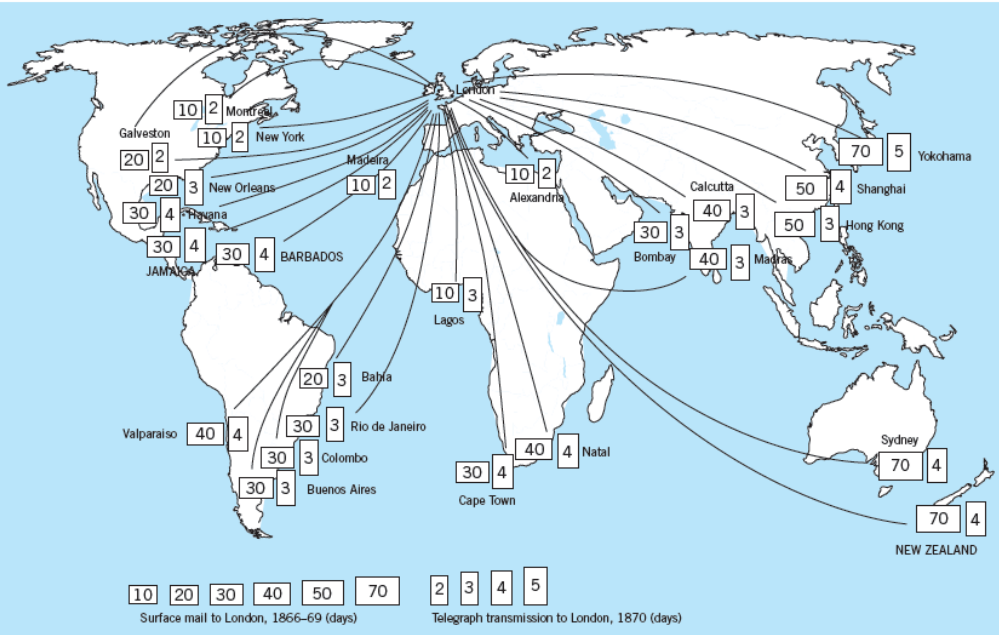 London
10 2 Montreal
10 2 New York
Galveston
20 2
20 3 New Orleans
30 4 Havana
30 4
JAMAICA
30 4 BARBADOS
Madeira
10 2
10 2
Alexandria
70 5 Yokohama
50 4 Shanghai
50 3 Hong Kong
Calcutta
40 3
30 3
Bombay
40 3 Madras
10 3
Lagos
20 3 Bahia
30 3 Rio de Janeiro
Valparaiso 40 4
30 3 Colombo
30 3 Buenos Aires
40 4 Natal
30 4
Cape Town
Sydney
70 4
70 4
NEW ZEALAND
10 20 30 40 50 70
Surface mail to London, 1866–69 (days)
2 3 4 5
Telegraph transmission to London, 1870 (days)